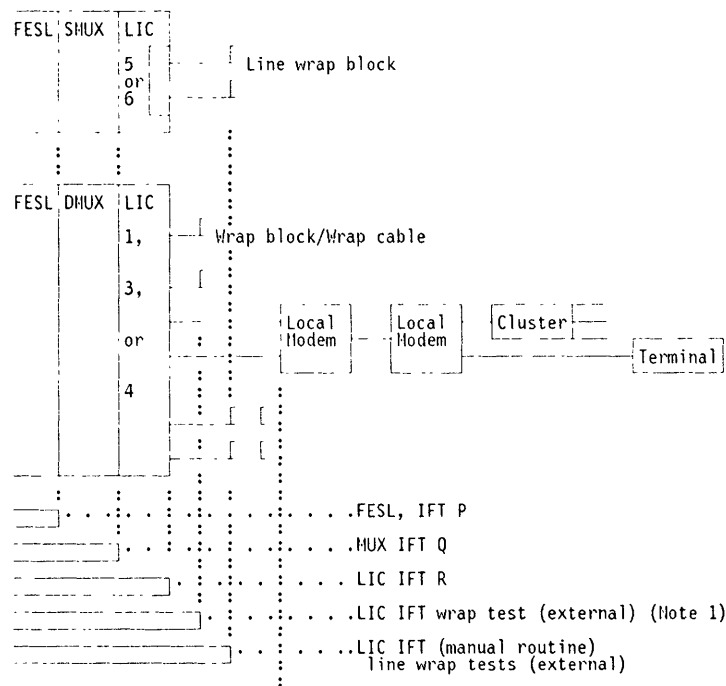 FESL SMUX LIC
5
or
6
Line wrap block
FESL DMUX LIC
1,
Wrap block/Wrap cable
3,
or
4
Local
Modem
Local
Modem
Cluster
Terminal
FESL, IFT P
MUX IFT Q
LIC IFT R
LIC IFT wrap test (external) (Note 1)
LIC IFT (manual routine)
line wrap tests (external)